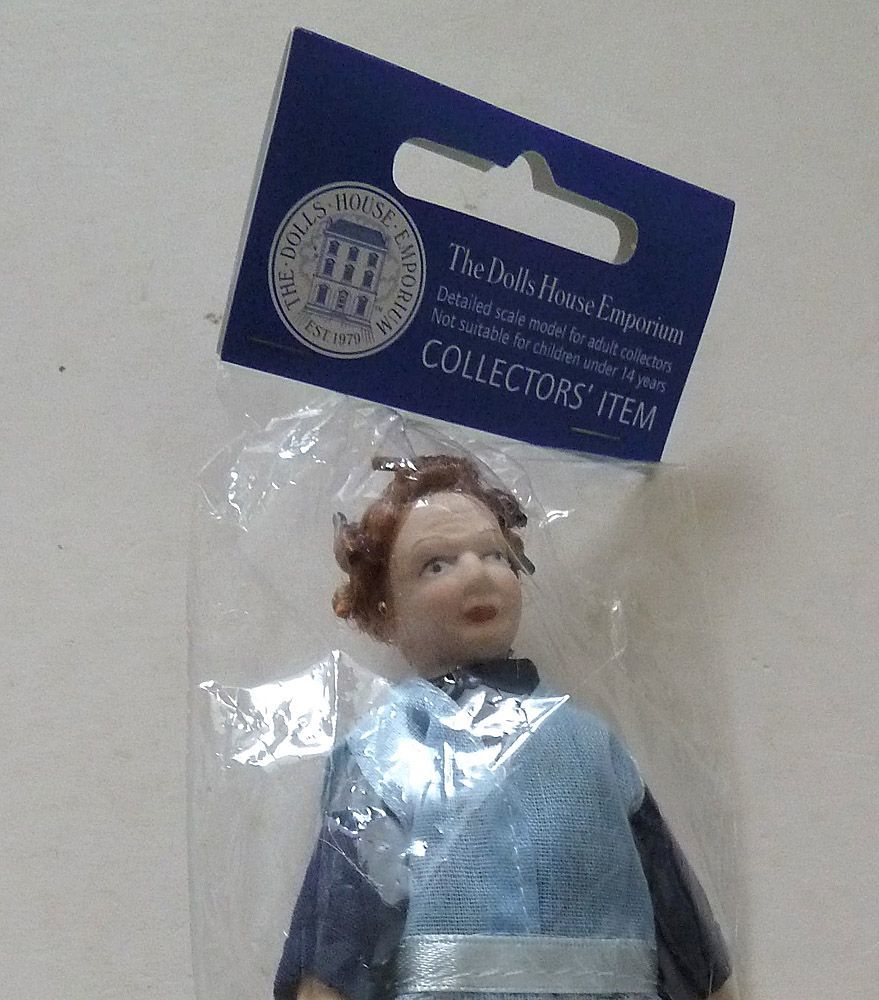 THE · DOLLS · HOUSE · EMPORIUM
EST 1979
The Dolls House Emporium
Detailed scale model for adult collectors
Not suitable for children under 14 years
COLLECTORS' ITEM